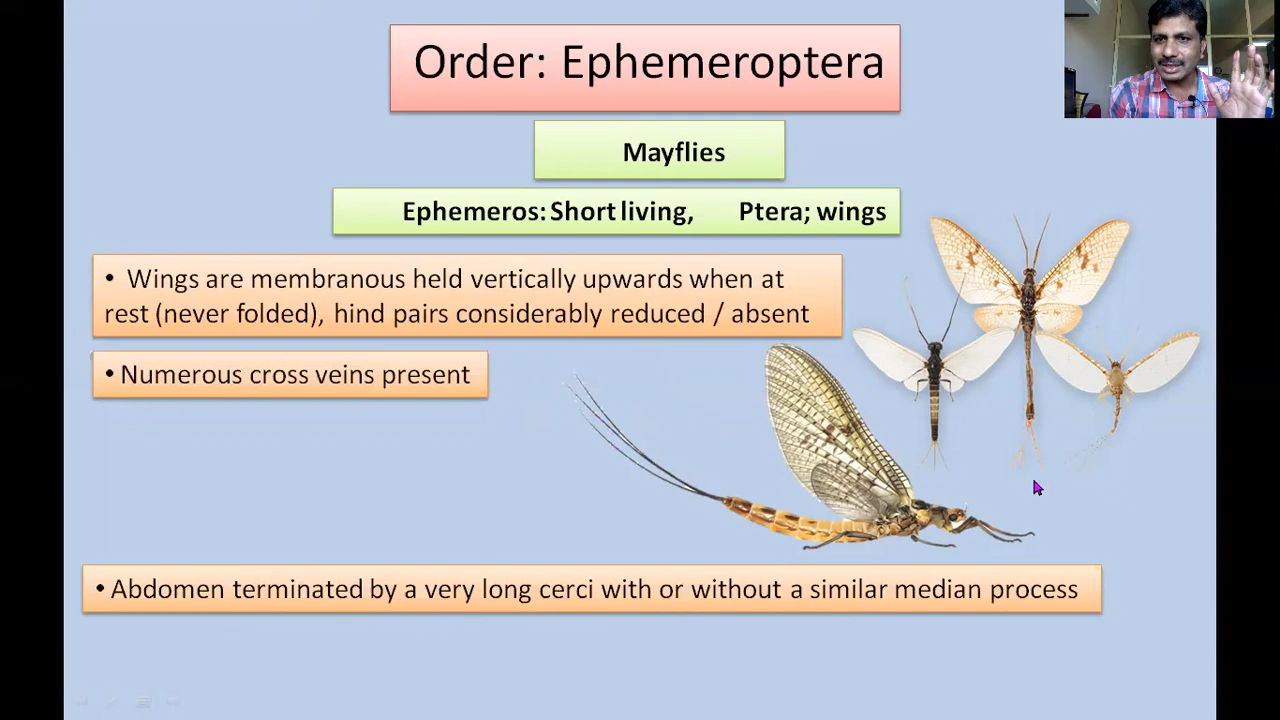 Order: Ephemeroptera
Mayflies
Ephemeros: Short living, Ptera; wings
• Wings are membranous held vertically upwards when at
rest (never folded), hind pairs considerably reduced / absent
• Numerous cross veins present
• Abdomen terminated by a very long cerci with or without a similar median process